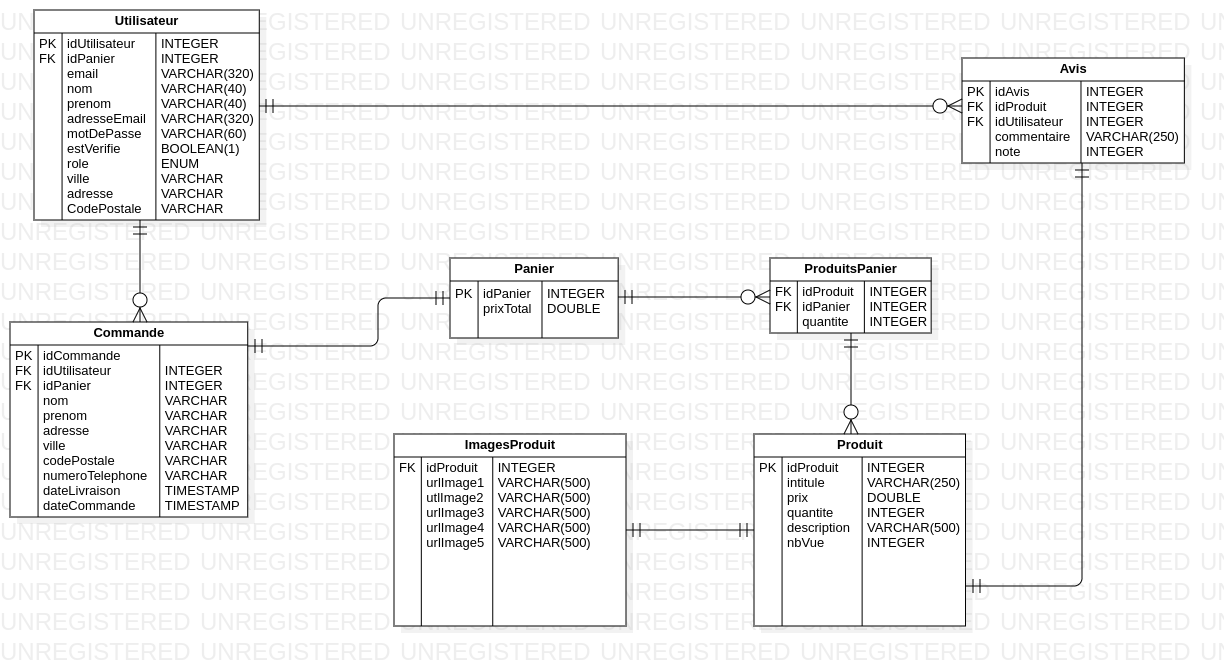 Utilisateur
PK idUtilisateur INTEGER
FK idPanier INTEGER
email VARCHAR(320)
nom VARCHAR(40)
prenom VARCHAR(40)
adresseEmail VARCHAR(320)
motDePasse VARCHAR(60)
estVerifie BOOLEAN(1)
role ENUM
ville VARCHAR
adresse VARCHAR
CodePostale VARCHAR
Avis
PK idAvis INTEGER
FK idProduit INTEGER
FK idUtilisateur INTEGER
commentaire VARCHAR(250)
note INTEGER
Panier
PK idPanier INTEGER
prixTotal DOUBLE
ProduitsPanier
FK idProduit INTEGER
FK idPanier INTEGER
quantite INTEGER
Commande
PK idCommande
FK idUtilisateur INTEGER
FK idPanier INTEGER
nom VARCHAR
prenom VARCHAR
adresse VARCHAR
ville VARCHAR
codePostale VARCHAR
numeroTelephone VARCHAR
dateLivraison TIMESTAMP
dateCommande TIMESTAMP
ImagesProduit
FK idProduit INTEGER
urlImage1 VARCHAR(500)
utlImage2 VARCHAR(500)
urlImage3 VARCHAR(500)
urlImage4 VARCHAR(500)
urlImage5 VARCHAR(500)
Produit
PK idProduit INTEGER
intitule VARCHAR(250)
prix DOUBLE
quantite INTEGER
description VARCHAR(500)
nbVue INTEGER
UNREGISTERED